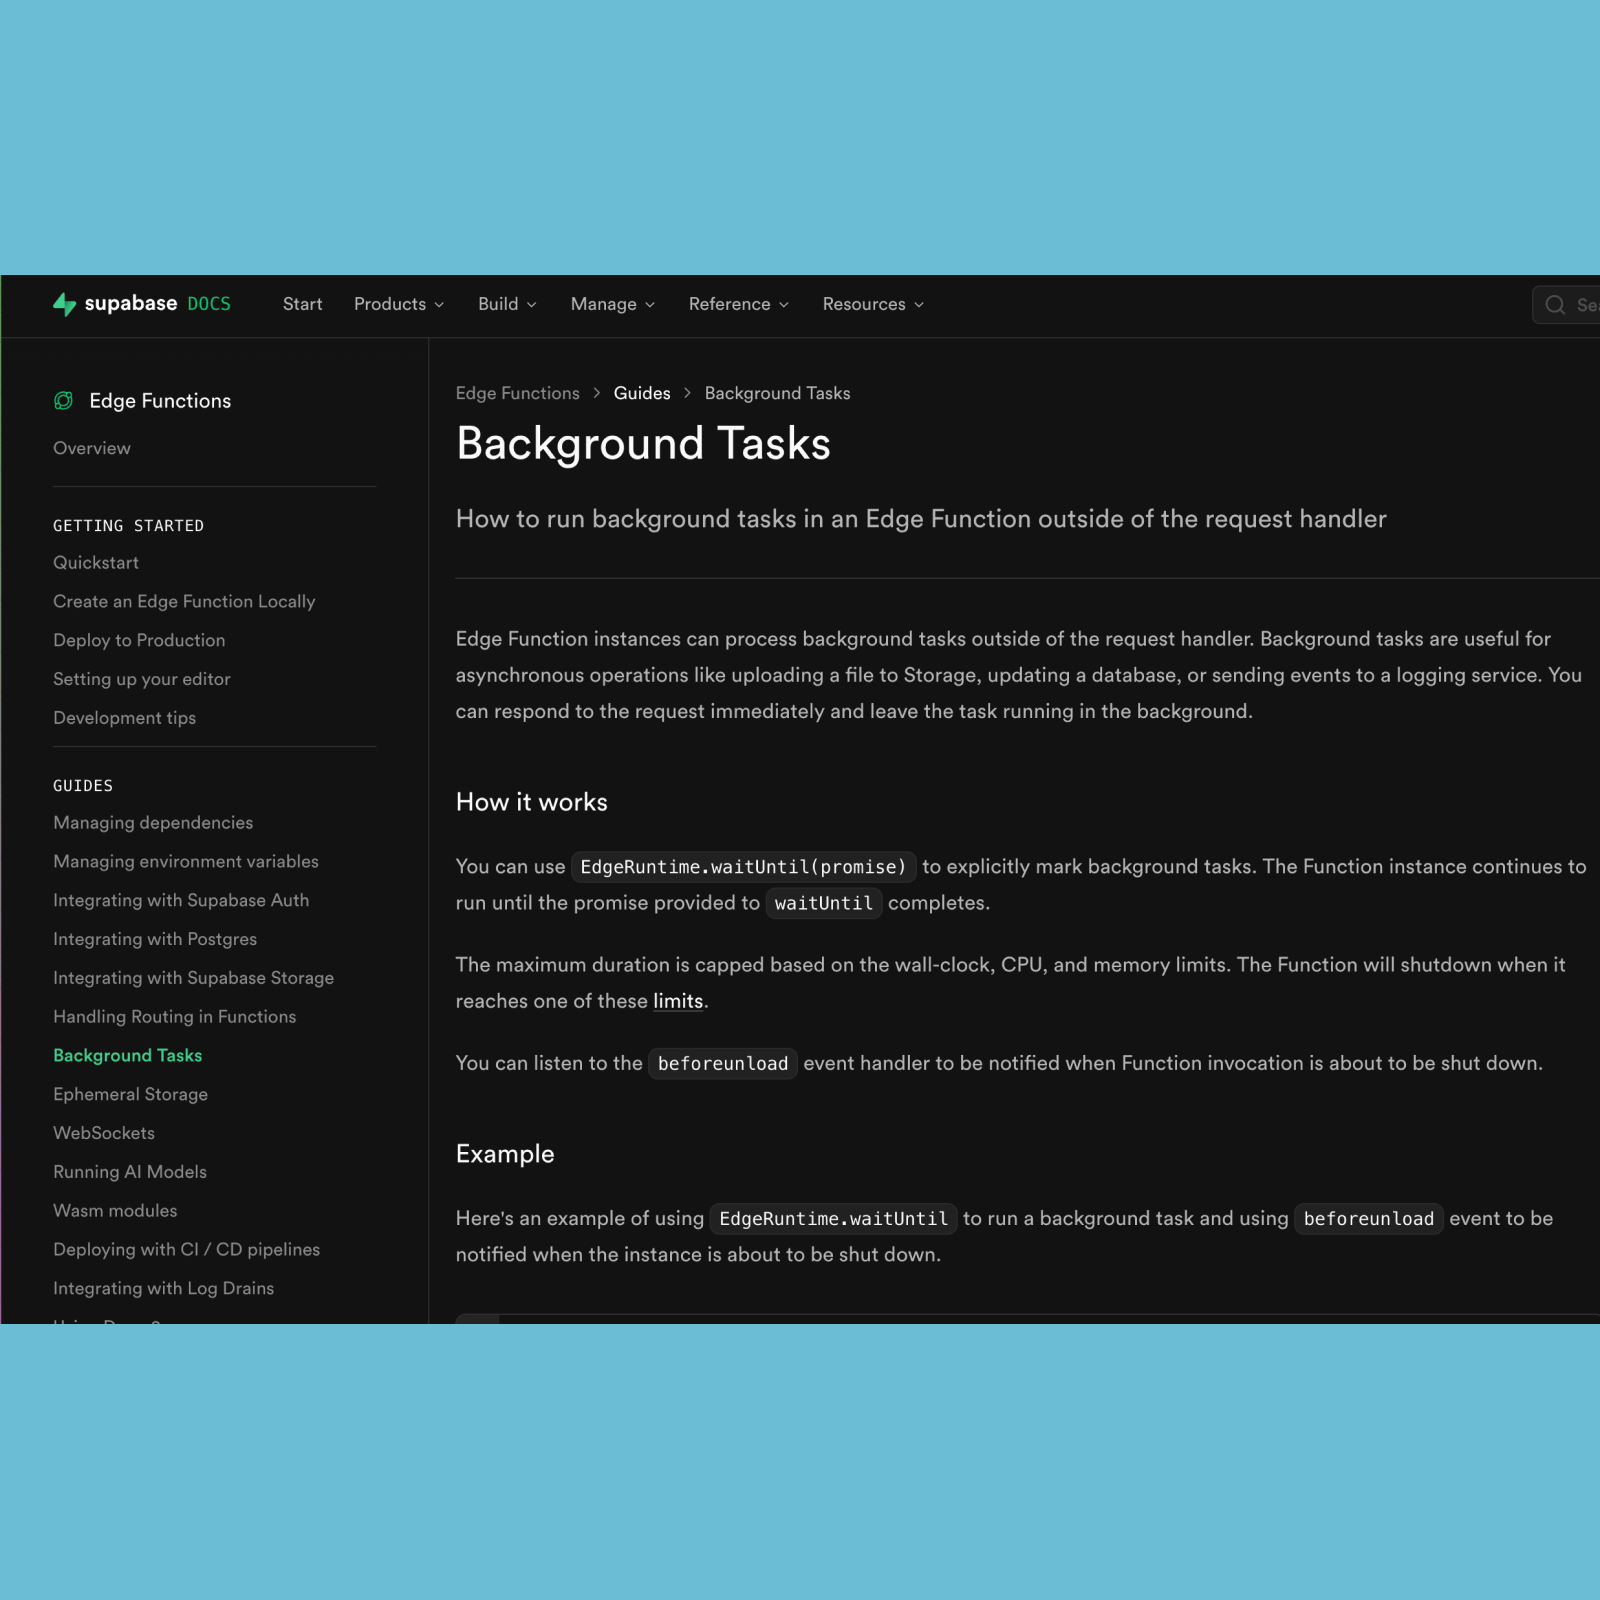 supabase DOCS Start Products Build Manage Reference Resources
Edge Functions
Overview
GETTING STARTED
Quickstart
Create an Edge Function Locally
Deploy to Production
Setting up your editor
Development tips
GUIDES
Managing dependencies
Managing environment variables
Integrating with Supabase Auth
Integrating with Postgres
Integrating with Supabase Storage
Handling Routing in Functions
Background Tasks
Ephemeral Storage
WebSockets
Running AI Models
Wasm modules
Deploying with CI / CD pipelines
Integrating with Log Drains
Edge Functions > Guides > Background Tasks
Background Tasks
How to run background tasks in an Edge Function outside of the request handler
Edge Function instances can process background tasks outside of the request handler. Background tasks are useful for
asynchronous operations like uploading a file to Storage, updating a database, or sending events to a logging service. You
can respond to the request immediately and leave the task running in the background.
How it works
You can use EdgeRuntime.waitUntil(promise) to explicitly mark background tasks. The Function instance continues to
run until the promise provided to waitUntil completes.
The maximum duration is capped based on the wall-clock, CPU, and memory limits. The Function will shutdown when it
reaches one of these limits.
You can listen to the beforeunload event handler to be notified when Function invocation is about to be shut down.
Example
Here's an example of using EdgeRuntime.waitUntil to run a background task and using beforeunload event to be
notified when the instance is about to be shut down.